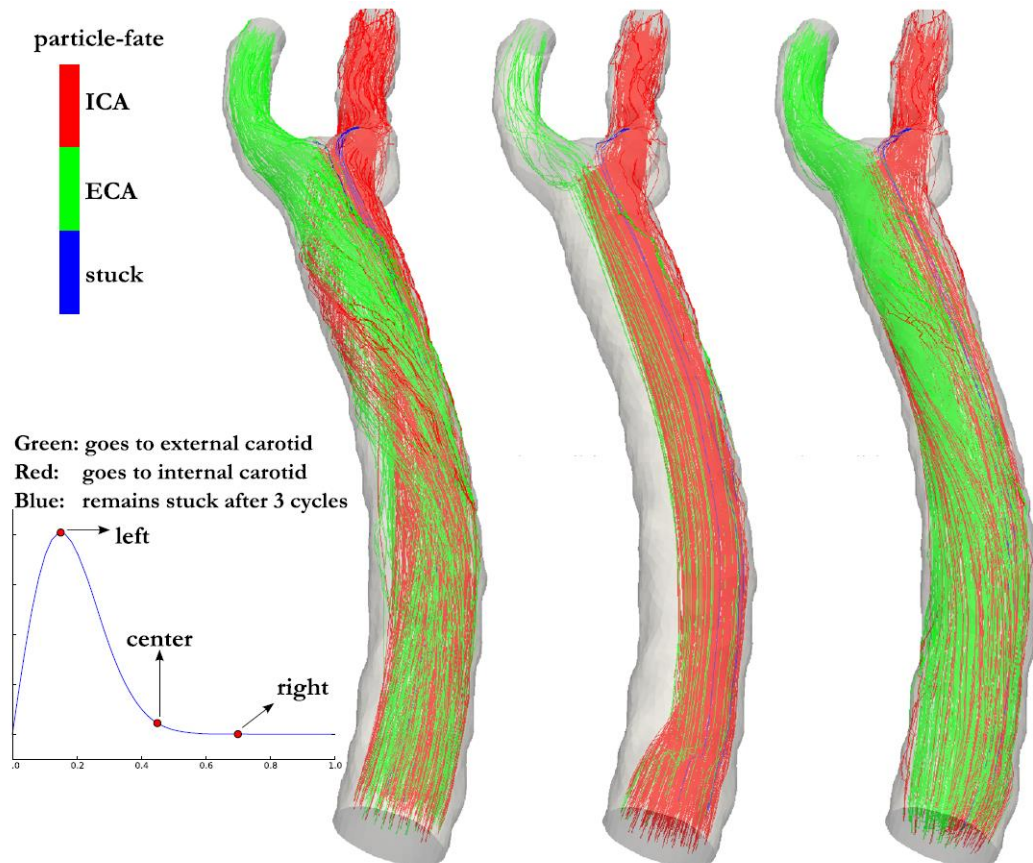 particle-fate
ICA
ECA
stuck
Green: goes to external carotid
Red: goes to internal carotid
Blue: remains stuck after 3 cycles
left
center
right
.0 0.2 0.4 0.6 0.8 1.0